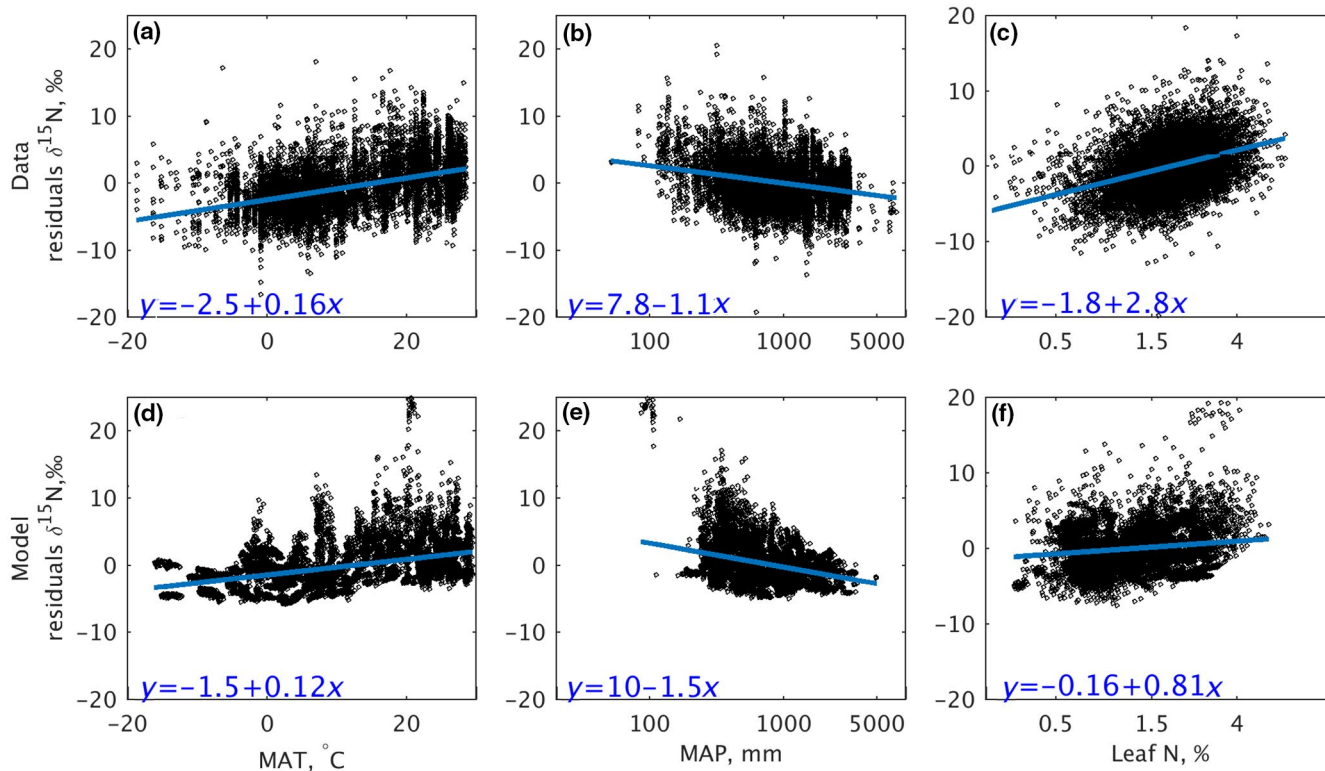 (a)
(b)
(c)
20
10
0
−10
−20
Data
residuals δ¹⁵N, ‰
y=−2.5+0.16x
−20
0
20
20
10
0
−10
−20
y=7.8−1.1x
100
1000
5000
20
10
0
−10
−20
y=−1.8+2.8x
0.5
1.5
4
(d)
(e)
(f)
20
10
0
−10
−20
Model
residuals δ¹⁵N,‰
y=−1.5+0.12x
−20
0
20
MAT, °C
20
10
0
−10
−20
y=10−1.5x
100
1000
5000
MAP, mm
20
10
0
−10
−20
y=−0.16+0.81x
0.5
1.5
4
Leaf N, %